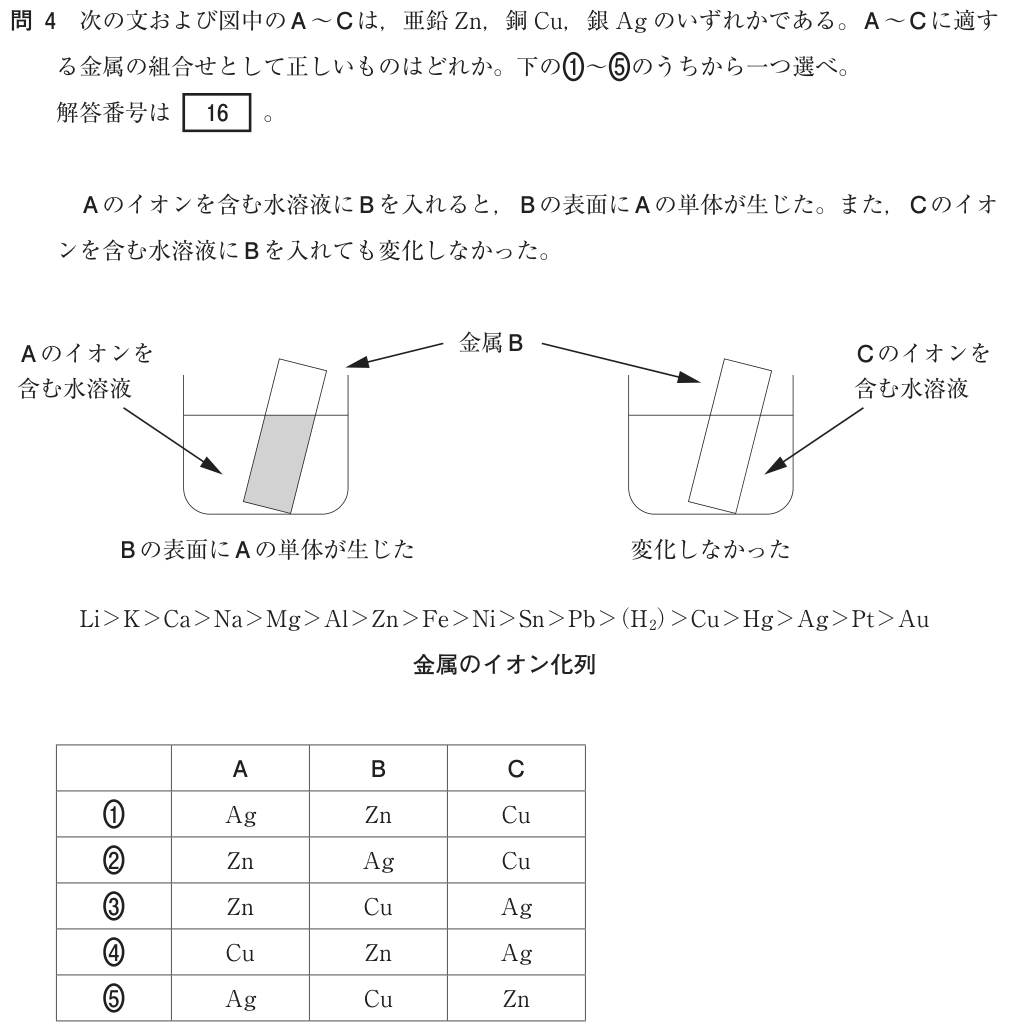 問 4 次の文および図中のA～Cは，亜鉛 Zn，銅 Cu，銀 Ag のいずれかである。A～Cに適す
る金属の組合せとして正しいものはどれか。下の①～⑤のうちから一つ選べ。
解答番号は 16 。
Aのイオンを含む水溶液にBを入れると，Bの表面にAの単体が生じた。また，Cのイオ
ンを含む水溶液にBを入れても変化しなかった。
金属B
Aのイオンを
含む水溶液
Cのイオンを
含む水溶液
Bの表面にAの単体が生じた
変化しなかった
Li＞K＞Ca＞Na＞Mg＞Al＞Zn＞Fe＞Ni＞Sn＞Pb＞(H₂)＞Cu＞Hg＞Ag＞Pt＞Au
金属のイオン化列
A B C
① Ag Zn Cu
② Zn Ag Cu
③ Zn Cu Ag
④ Cu Zn Ag
⑤ Ag Cu Zn